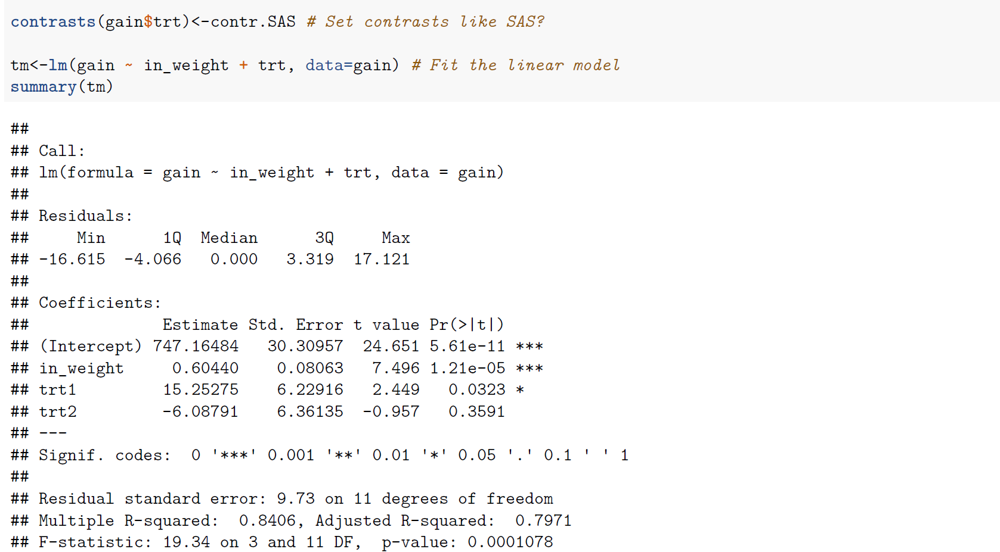 contrasts(gain$trt)<-contr.SAS # Set contrasts like SAS?
tm<-lm(gain ~ in_weight + trt, data=gain) # Fit the linear model
summary(tm)
##
## Call:
## lm(formula = gain ~ in_weight + trt, data = gain)
##
## Residuals:
##     Min      1Q  Median      3Q     Max
## -16.615  -4.066   0.000   3.319  17.121
##
## Coefficients:
##              Estimate Std. Error t value Pr(>|t|)
## (Intercept) 747.16484   30.30957  24.651 5.61e-11 ***
## in_weight     0.60440    0.08063   7.496 1.21e-05 ***
## trt1         15.25275    6.22916   2.449   0.0323 *
## trt2         -6.08791    6.36135  -0.957   0.3591
## ---
## Signif. codes:  0 '***' 0.001 '**' 0.01 '*' 0.05 '.' 0.1 ' ' 1
##
## Residual standard error: 9.73 on 11 degrees of freedom
## Multiple R-squared:  0.8406, Adjusted R-squared:  0.7971
## F-statistic: 19.34 on 3 and 11 DF,  p-value: 0.0001078